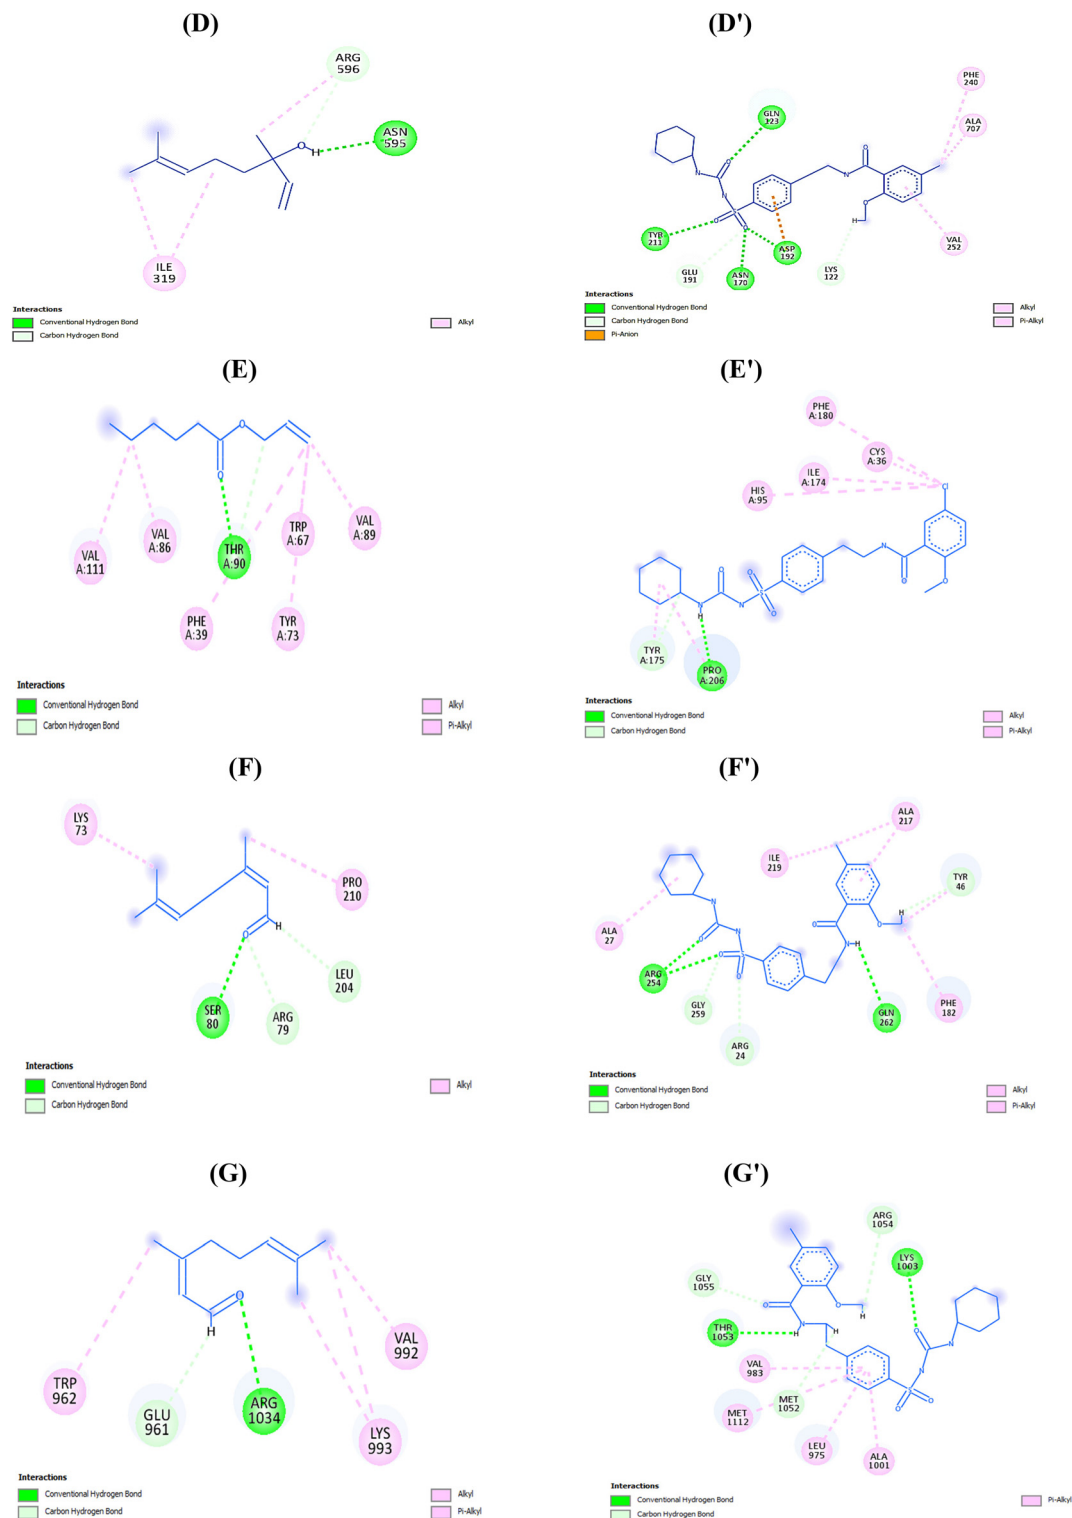 (D)
ARG
596
ASN
595
O
H
ILE
319
Interactions
Conventional Hydrogen Bond
Carbon Hydrogen Bond
Alkyl
(D')
PHE
240
GLN
123
ALA
707
TYR
211
GLU
191
ASN
170
ASP
192
LYS
122
VAL
252
Interactions
Conventional Hydrogen Bond
Carbon Hydrogen Bond
Pi-Anion
Alkyl
Pi-Alkyl
(E)
VAL
A:111
VAL
A:86
THR
A:90
TRP
A:67
VAL
A:89
PHE
A:39
TYR
A:73
Interactions
Conventional Hydrogen Bond
Carbon Hydrogen Bond
Alkyl
Pi-Alkyl
(E')
PHE
A:180
CYS
A:36
ILE
A:174
HIS
A:95
Cl
TYR
A:175
PRO
A:206
Interactions
Conventional Hydrogen Bond
Carbon Hydrogen Bond
Alkyl
Pi-Alkyl
(F)
LYS
73
PRO
210
H
O
LEU
204
SER
80
ARG
79
Interactions
Conventional Hydrogen Bond
Carbon Hydrogen Bond
Alkyl
(F')
ALA
217
ILE
219
TYR
46
ALA
27
ARG
254
GLY
259
ARG
24
GLN
262
PHE
182
Interactions
Conventional Hydrogen Bond
Carbon Hydrogen Bond
Alkyl
Pi-Alkyl
(G)
O
H
TRP
962
GLU
961
ARG
1034
VAL
992
LYS
993
Interactions
Conventional Hydrogen Bond
Carbon Hydrogen Bond
Alkyl
Pi-Alkyl
(G')
ARG
1054
LYS
1003
GLY
1055
THR
1053
VAL
983
MET
1052
MET
1112
LEU
975
ALA
1001
Interactions
Conventional Hydrogen Bond
Carbon Hydrogen Bond
Pi-Alkyl